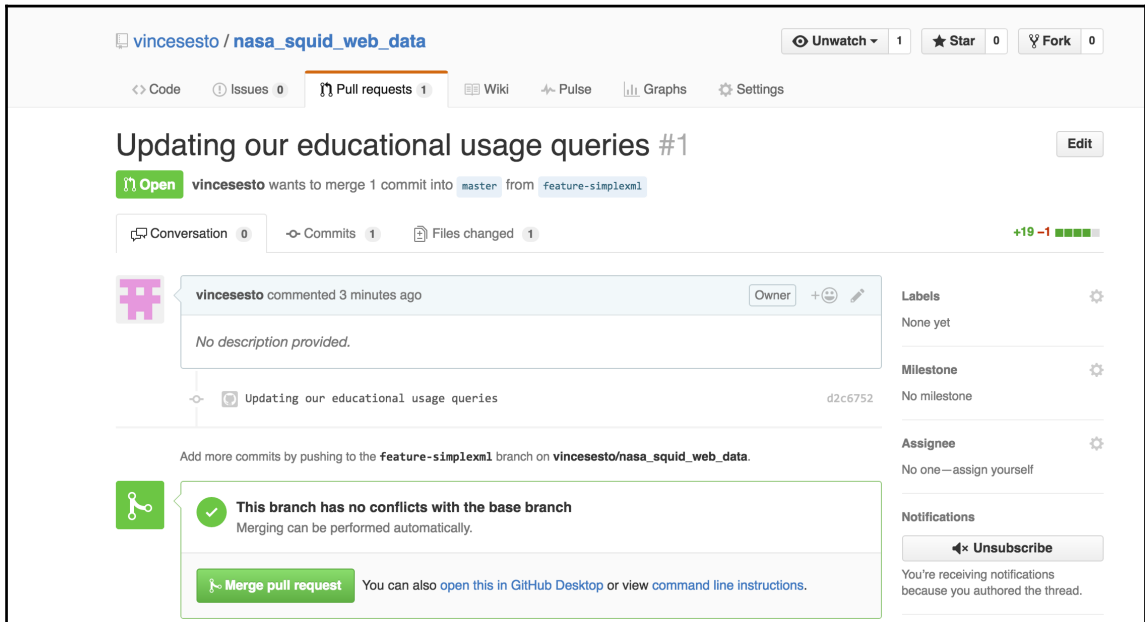 vincesesto / nasa_squid_web_data
Unwatch 1 Star 0 Fork 0
<> Code Issues 0 Pull requests 1 Wiki Pulse Graphs Settings
Updating our educational usage queries #1
Edit
Open vincesesto wants to merge 1 commit into master from feature-simplexml
Conversation 0 Commits 1 Files changed 1 +19 −1
vincesesto commented 3 minutes ago Owner +
No description provided.
Updating our educational usage queries d2c6752
Add more commits by pushing to the feature-simplexml branch on vincesesto/nasa_squid_web_data.
This branch has no conflicts with the base branch
Merging can be performed automatically.
Merge pull request You can also open this in GitHub Desktop or view command line instructions.
Labels
None yet
Milestone
No milestone
Assignee
No one—assign yourself
Notifications
Unsubscribe
You're receiving notifications
because you authored the thread.